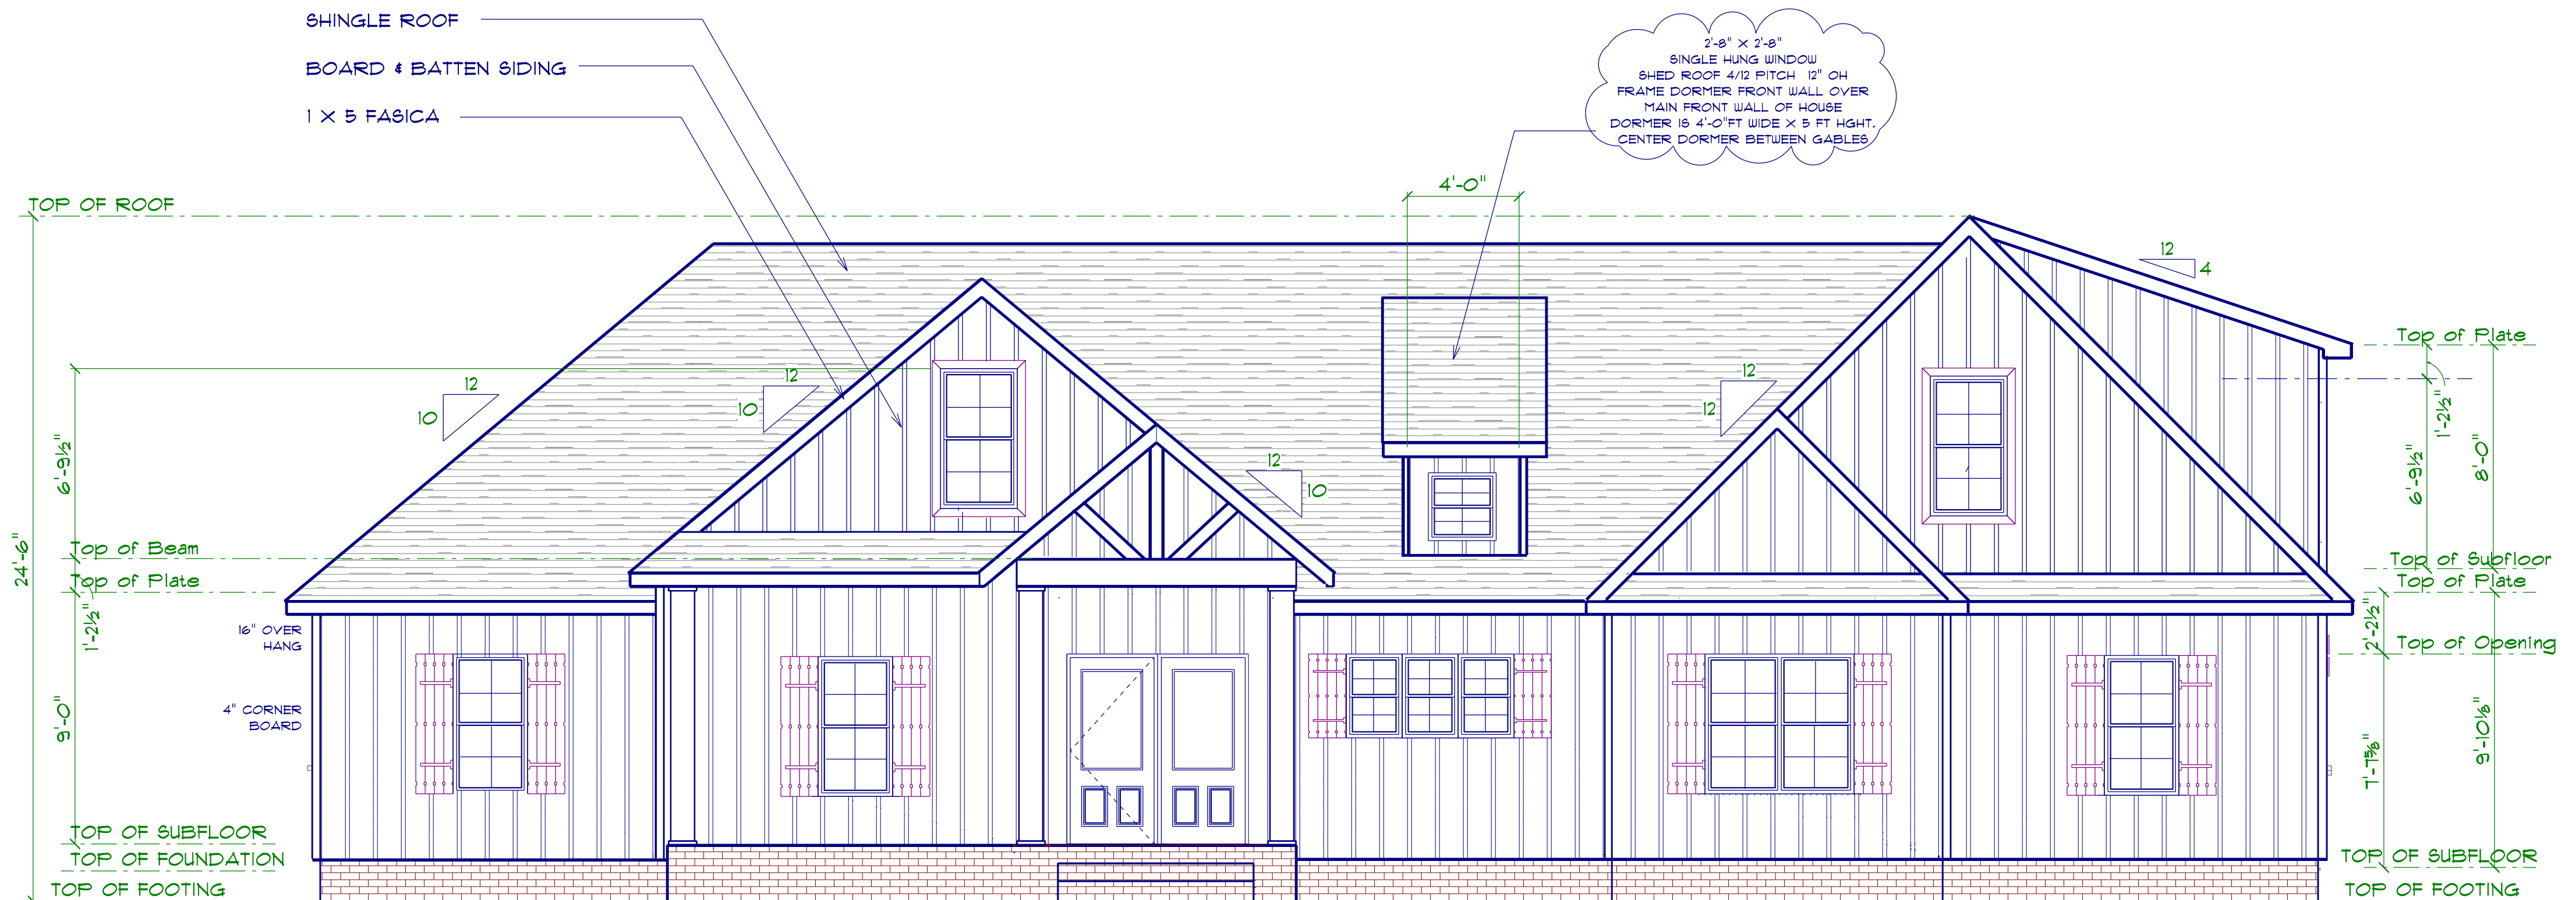 SHINGLE ROOF
BOARD & BATTEN SIDING
1 X 5 FASICA
2'-8" X 2'-8"
SINGLE HUNG WINDOW
SHED ROOF 4/12 PITCH 12" OH
FRAME DORMER FRONT WALL OVER
MAIN FRONT WALL OF HOUSE
DORMER IS 4'-0"FT WIDE X 5 FT HGHT.
CENTER DORMER BETWEEN GABLES
4'-0"
TOP OF ROOF
12
4
Top of Plate
12
10
12
10
12
12
12
10
1'-2½"
6'-9½"
8'-0"
6'-9½"
24'-6"
Top of Beam
Top of Plate
1'-2½"
Top of Subfloor
Top of Plate
2'-2½"
Top of Opening
16" OVER
HANG
4" CORNER
BOARD
9'-0"
7'-7⅝"
9'-10⅛"
TOP OF SUBFLOOR
TOP OF FOUNDATION
TOP OF FOOTING
TOP OF SUBFLOOR
TOP OF FOOTING